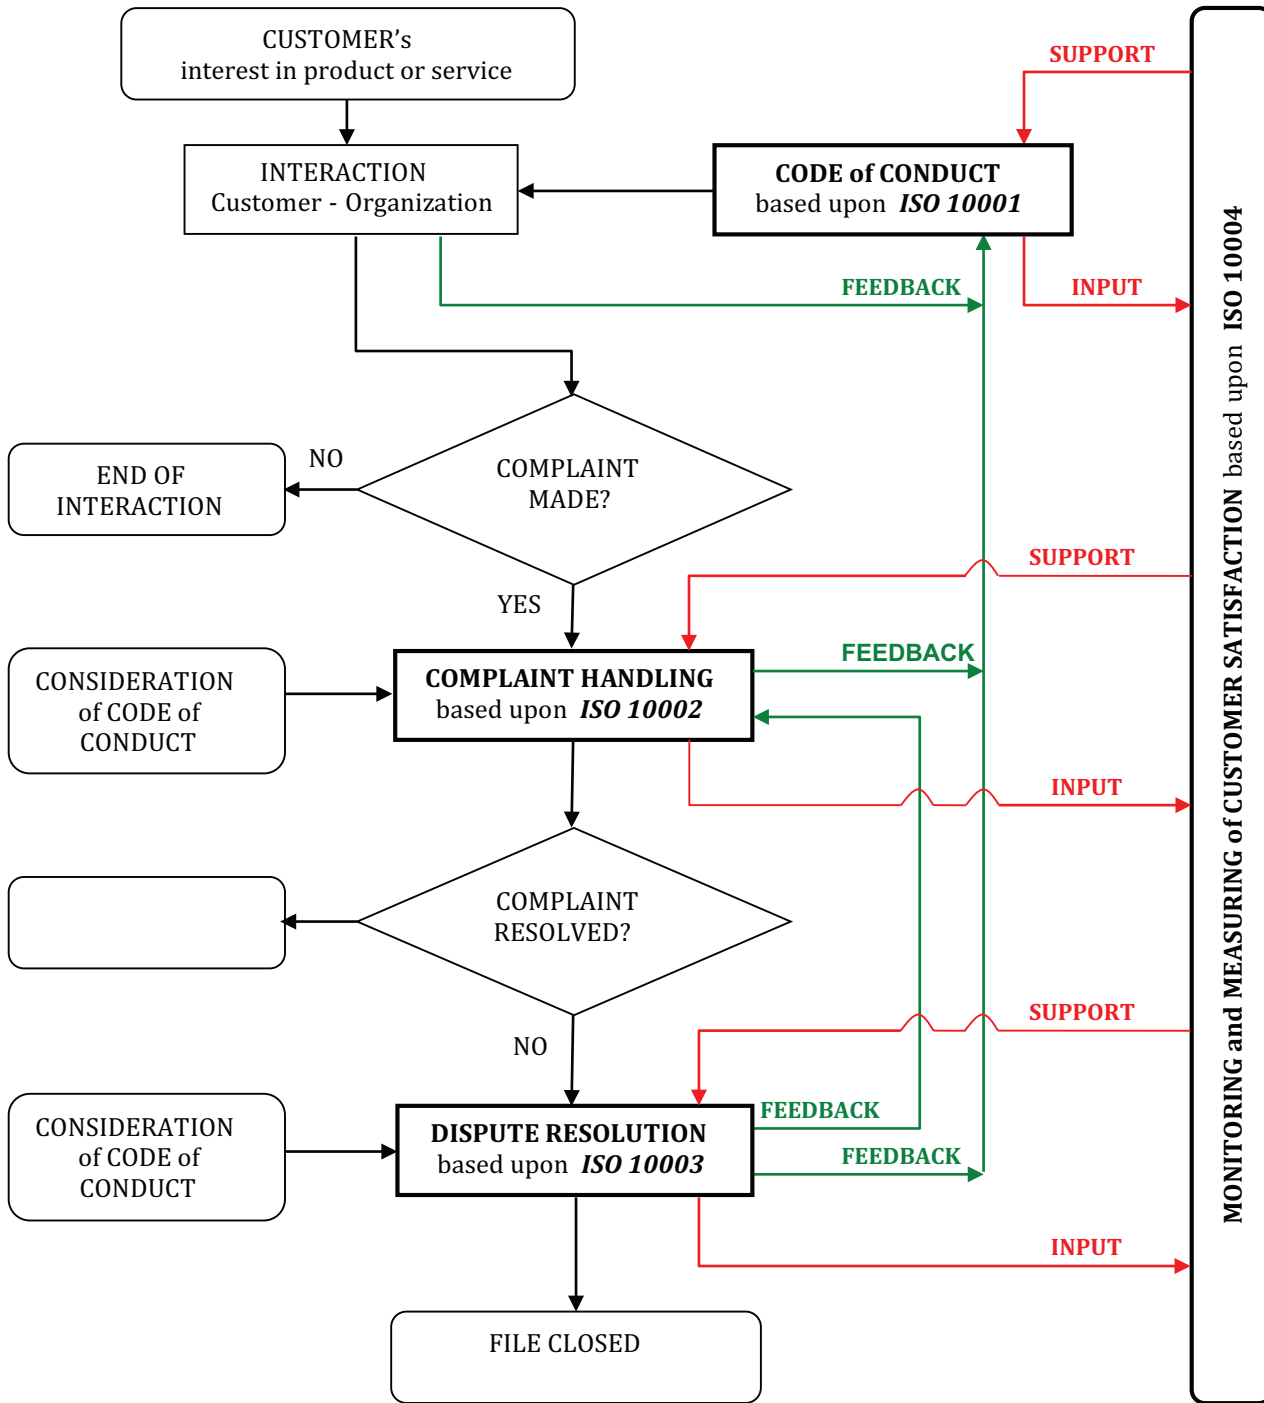 CUSTOMER's
interest in product or service
SUPPORT
INTERACTION
Customer - Organization
CODE of CONDUCT
based upon ISO 10001
FEEDBACK
INPUT
COMPLAINT
MADE?
NO
END OF
INTERACTION
YES
SUPPORT
CONSIDERATION
of CODE of
CONDUCT
COMPLAINT HANDLING
based upon ISO 10002
FEEDBACK
INPUT
COMPLAINT
RESOLVED?
NO
SUPPORT
CONSIDERATION
of CODE of
CONDUCT
DISPUTE RESOLUTION
based upon ISO 10003
FEEDBACK
FEEDBACK
INPUT
FILE CLOSED
MONITORING and MEASURING of CUSTOMER SATISFACTION based upon ISO 10004